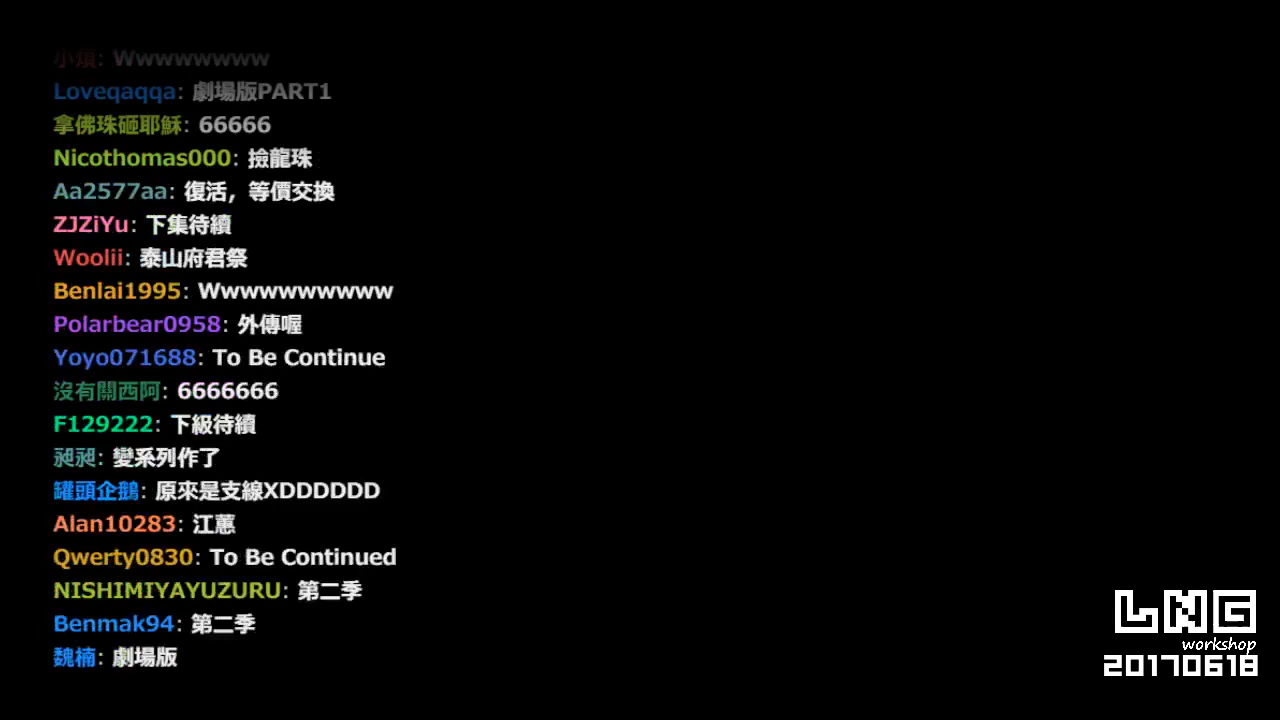 小煩: Wwwwwwww
Loveqaqqa: 劇場版PART1
拿佛珠砸耶穌: 66666
Nicothomas000: 撿龍珠
Aa2577aa: 復活，等價交換
ZJZiYu: 下集待續
Woolii: 泰山府君祭
Benlai1995: Wwwwwwwwww
Polarbear0958: 外傳喔
Yoyo071688: To Be Continue
沒有關西阿: 6666666
F129222: 下級待續
昶昶: 變系列作了
罐頭企鵝: 原來是支線XDDDDDD
Alan10283: 江蕙
Qwerty0830: To Be Continued
NISHIMIYAYUZURU: 第二季
Benmak94: 第二季
魏楠: 劇場版
LNG
workshop
20170618